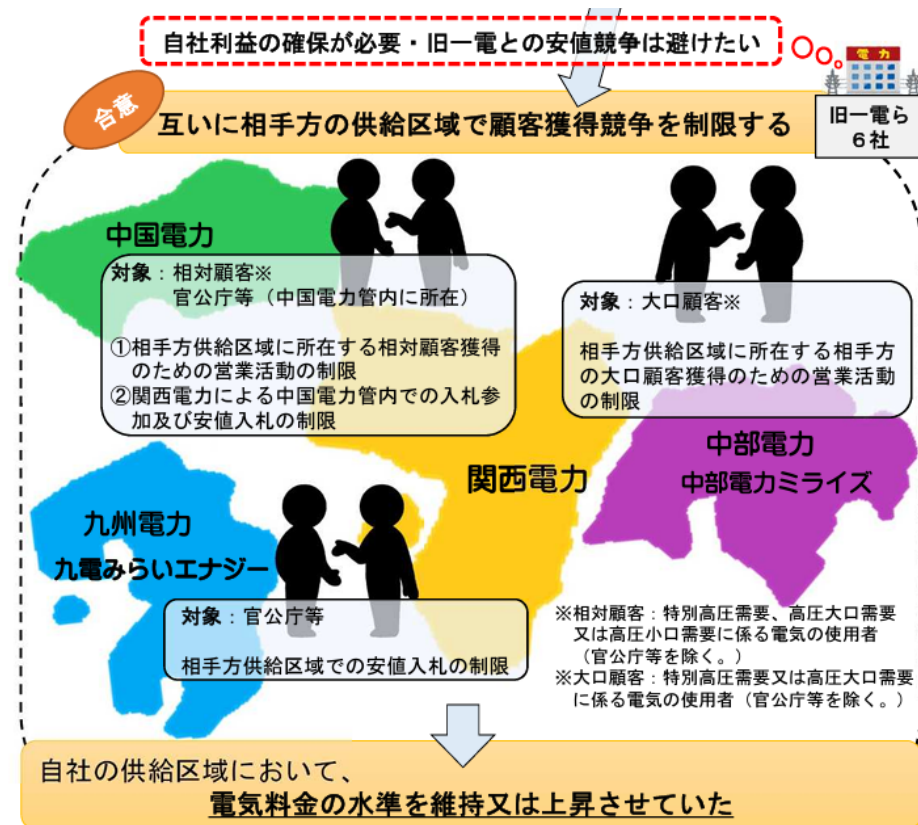 自社利益の確保が必要・旧一電との安値競争は避けたい
電力
合意
互いに相手方の供給区域で顧客獲得競争を制限する
旧一電ら
6社
中国電力
対象：相対顧客※
官公庁等（中国電力管内に所在）
①相手方供給区域に所在する相対顧客獲得
のための営業活動の制限
②関西電力による中国電力管内での入札参
加及び安値入札の制限
対象：大口顧客※
相手方供給区域に所在する相手方
の大口顧客獲得のための営業活動
の制限
関西電力
中部電力
中部電力ミライズ
九州電力
九電みらいエナジー
対象：官公庁等
相手方供給区域での安値入札の制限
※相対顧客：特別高圧需要、高圧大口需要
又は高圧小口需要に係る電気の使用者
（官公庁等を除く。）
※大口顧客：特別高圧需要又は高圧大口需要
に係る電気の使用者（官公庁等を除く。）
自社の供給区域において、
電気料金の水準を維持又は上昇させていた